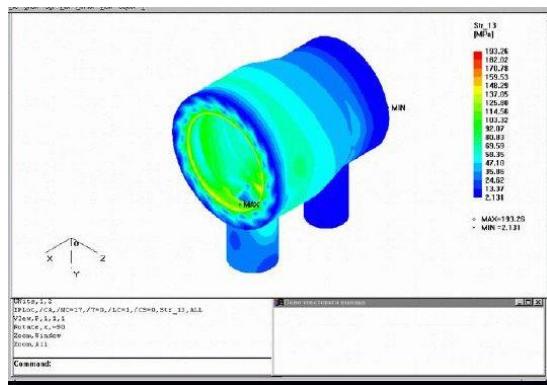 Str_13
[MPa]
193.26
182.02
170.78
159.53
148.29
137.05
125.80
114.56
103.32
92.07
80.83
69.59
58.35
47.10
35.86
24.62
13.37
2.131
MIN
MAX
MAX=193.26
MIN =2.131
X
Y
Z
View,P,1,1,1
Rotate,x,-90
Zoom,Window
Zoom,All
Command: